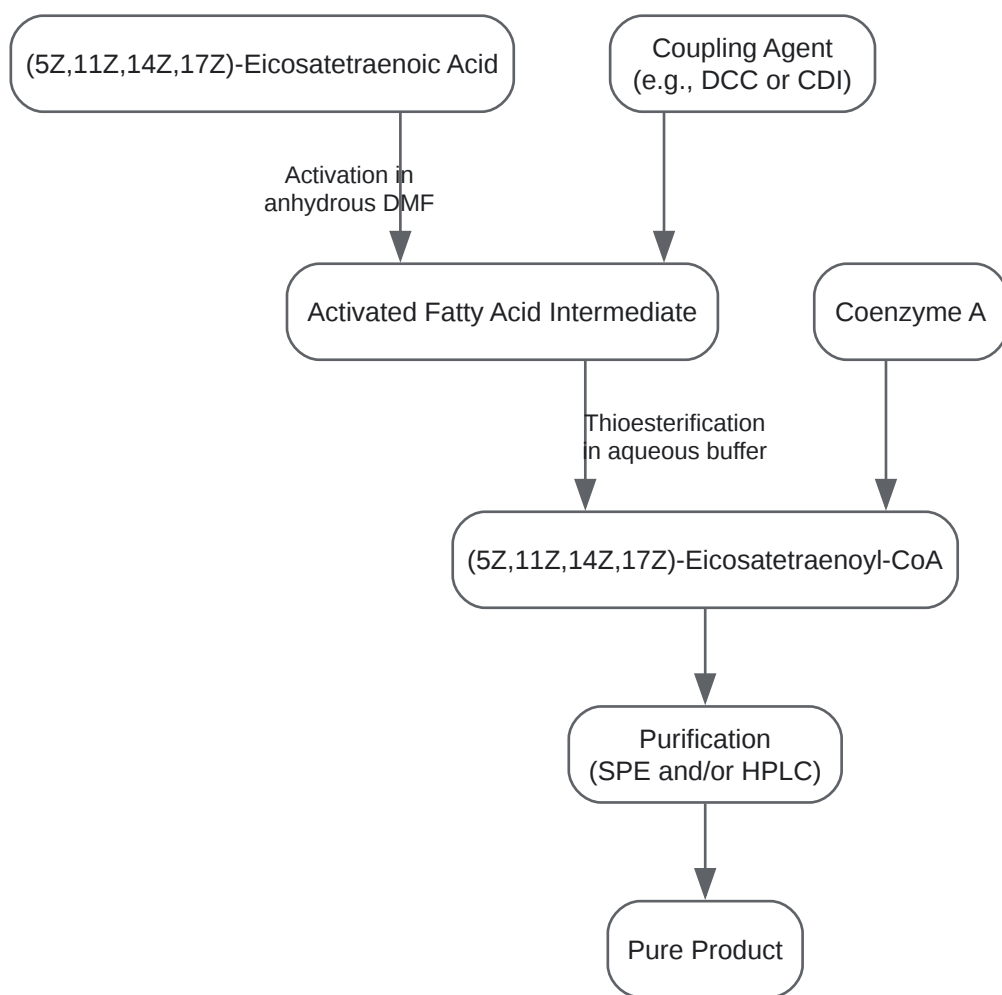 (5Z,11Z,14Z,17Z)-Eicosatetraenoic Acid
Coupling Agent
(e.g., DCC or CDI)
Activation in
anhydrous DMF
Activated Fatty Acid Intermediate
Coenzyme A
Thioesterification
in aqueous buffer
(5Z,11Z,14Z,17Z)-Eicosatetraenoyl-CoA
Purification
(SPE and/or HPLC)
Pure Product